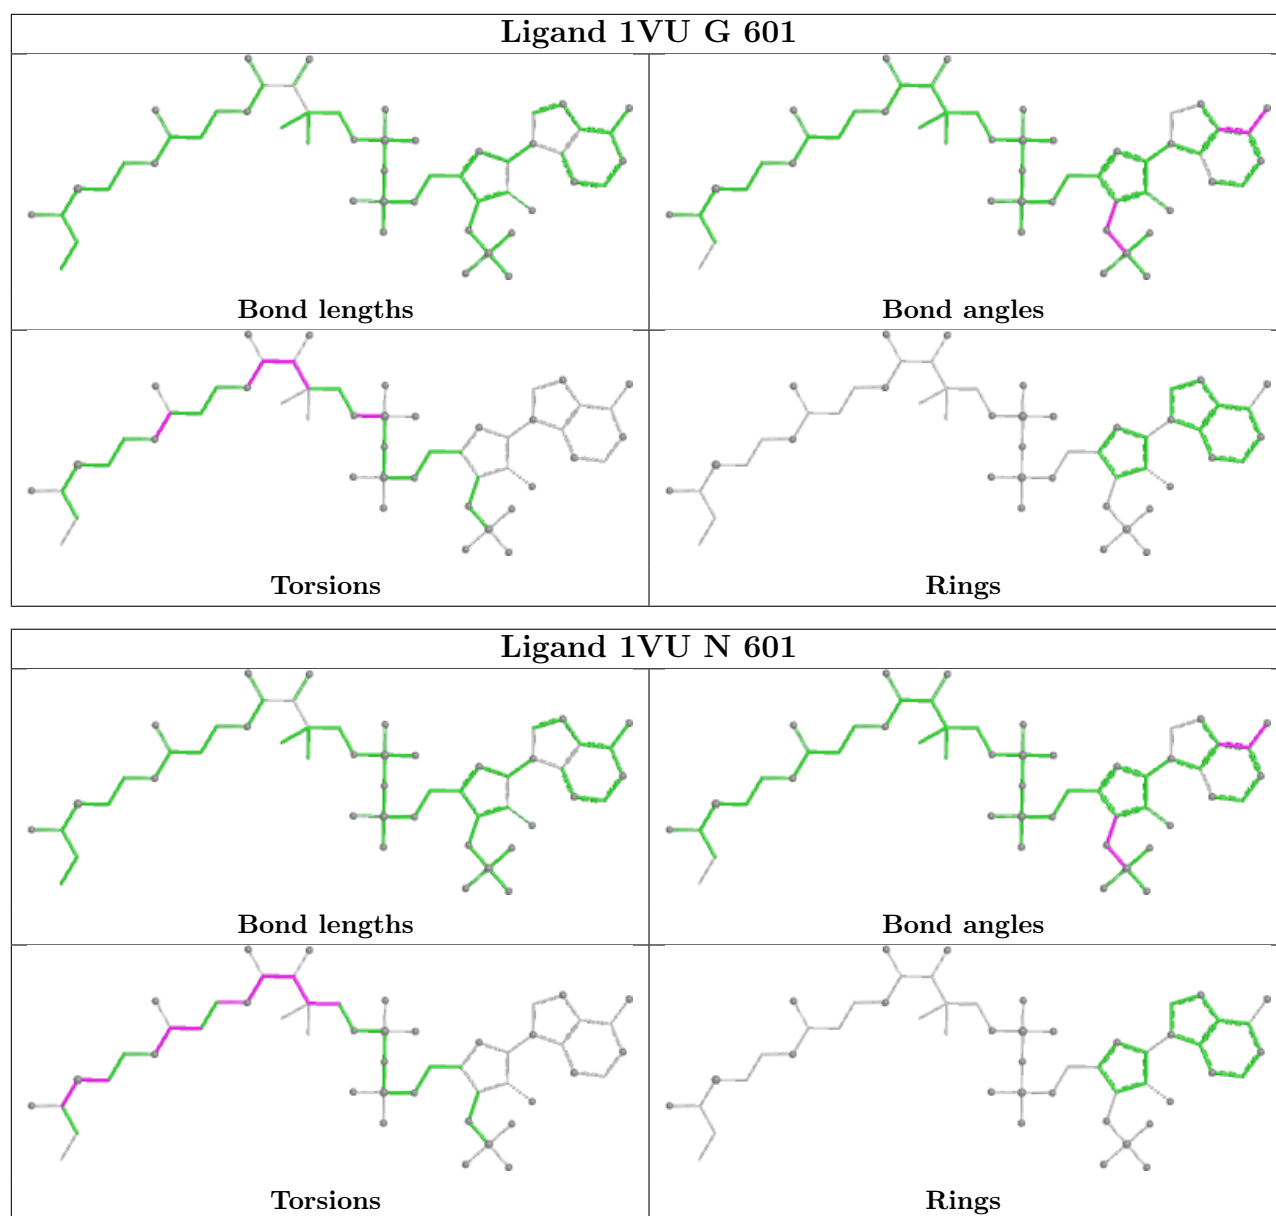 Ligand 1VU G 601
Bond lengths
Bond angles
Torsions
Rings
Ligand 1VU N 601
Bond lengths
Bond angles
Torsions
Rings